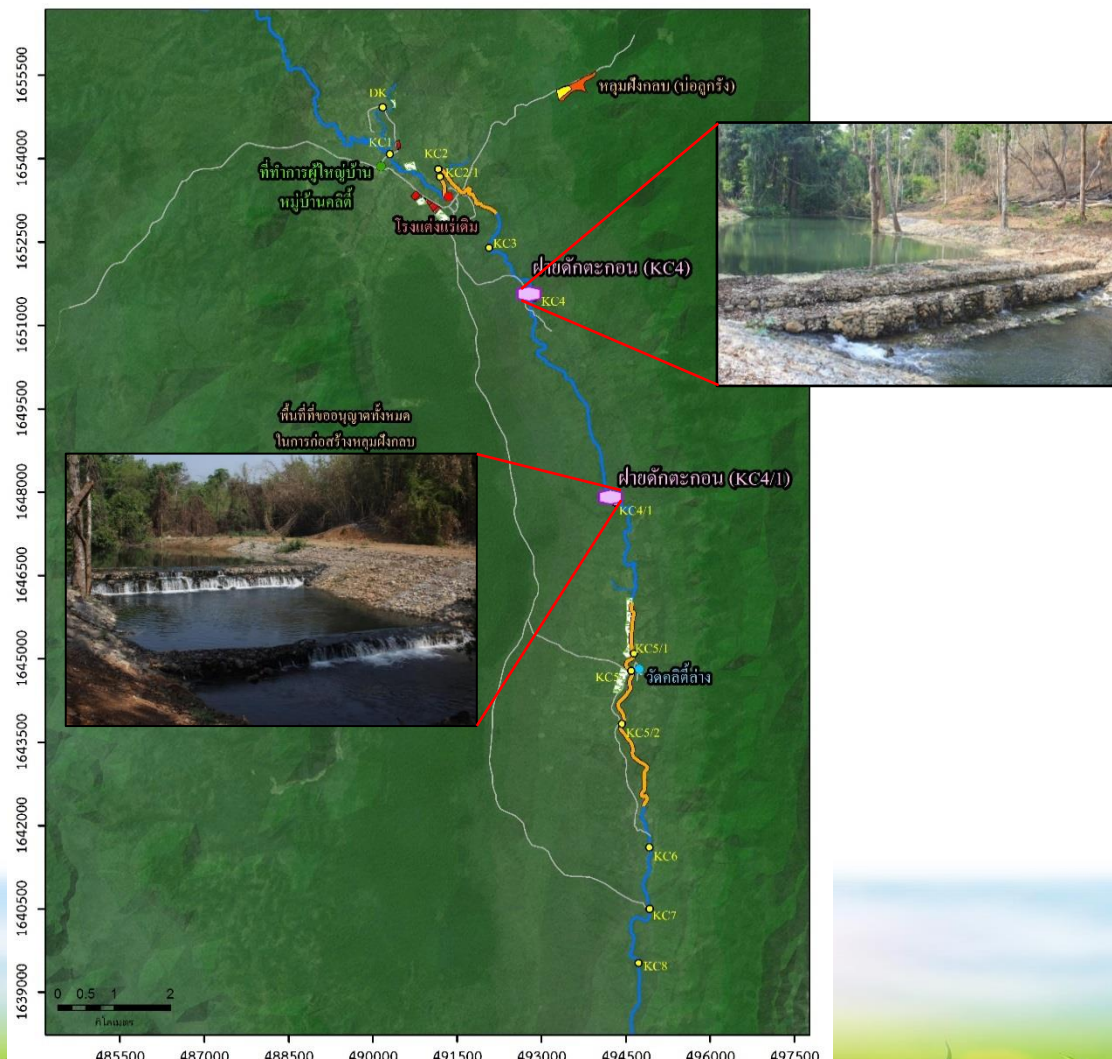 1655500
1654000
1652500
1651000
1649500
1648000
1646500
1645000
1643500
1642000
1640500
1639000
หลุมฝังกลบ (บ่อลูกรัง)
DK
KC1
KC2
KC2/1
ที่ทำการผู้ใหญ่บ้าน
หมู่บ้านคลิตี้
โรงแต่งแร่เดิม
KC3
ฝายดักตะกอน (KC4)
KC4
พื้นที่ที่ขออนุญาตทั้งหมด
ในการก่อสร้างหลุมฝังกลบ
ฝายดักตะกอน (KC4/1)
KC4/1
KC5/1
KC5
วัดคลิตี้ล่าง
KC5/2
KC6
KC7
KC8
0 0.5 1 2
กิโลเมตร
485500 487000 488500 490000 491500 493000 494500 496000 497500